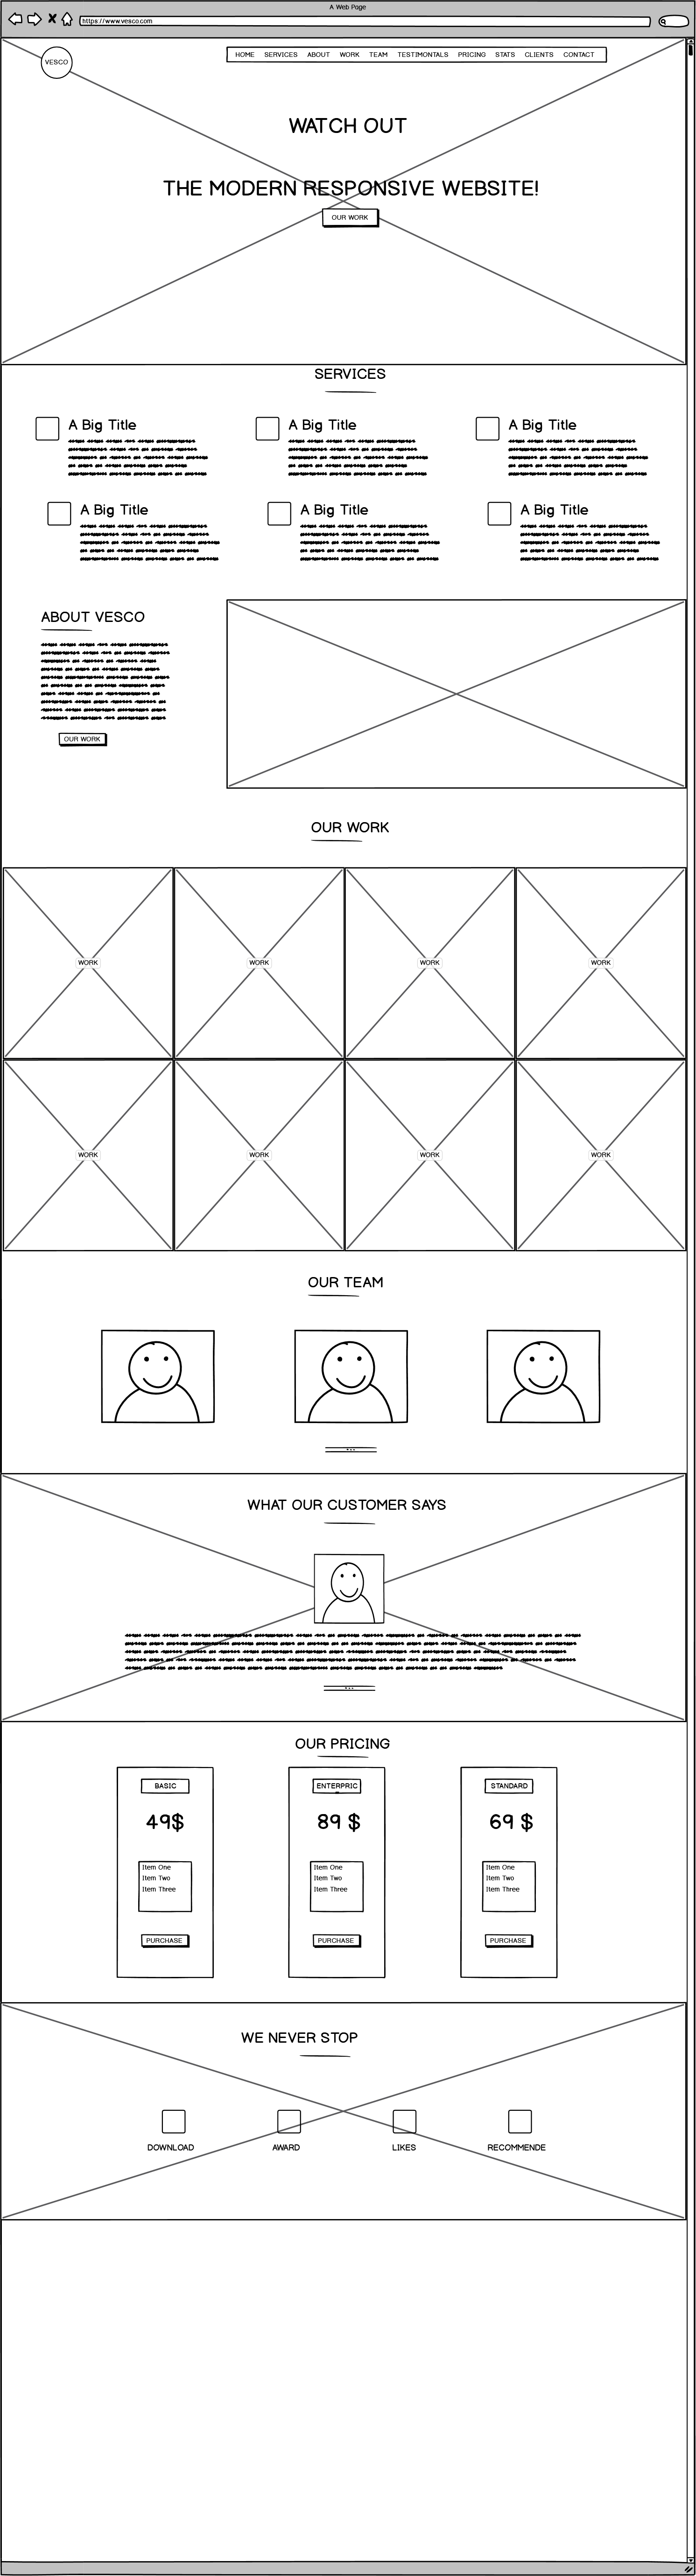 A Web Page
https://www.vesco.com
VESCO
HOME SERVICES ABOUT WORK TEAM TESTIMONTALS PRICING STATS CLIENTS CONTACT
WATCH OUT
THE MODERN RESPONSIVE WEBSITE!
OUR WORK
SERVICES
A Big Title
A Big Title
A Big Title
A Big Title
A Big Title
A Big Title
ABOUT VESCO
OUR WORK
OUR WORK
WORK
WORK
WORK
WORK
WORK
WORK
WORK
WORK
OUR TEAM
WHAT OUR CUSTOMER SAYS
OUR PRICING
BASIC
49$
Item One
Item Two
Item Three
PURCHASE
ENTERPRIC
89 $
Item One
Item Two
Item Three
PURCHASE
STANDARD
69 $
Item One
Item Two
Item Three
PURCHASE
WE NEVER STOP
DOWNLOAD
AWARD
LIKES
RECOMMENDE